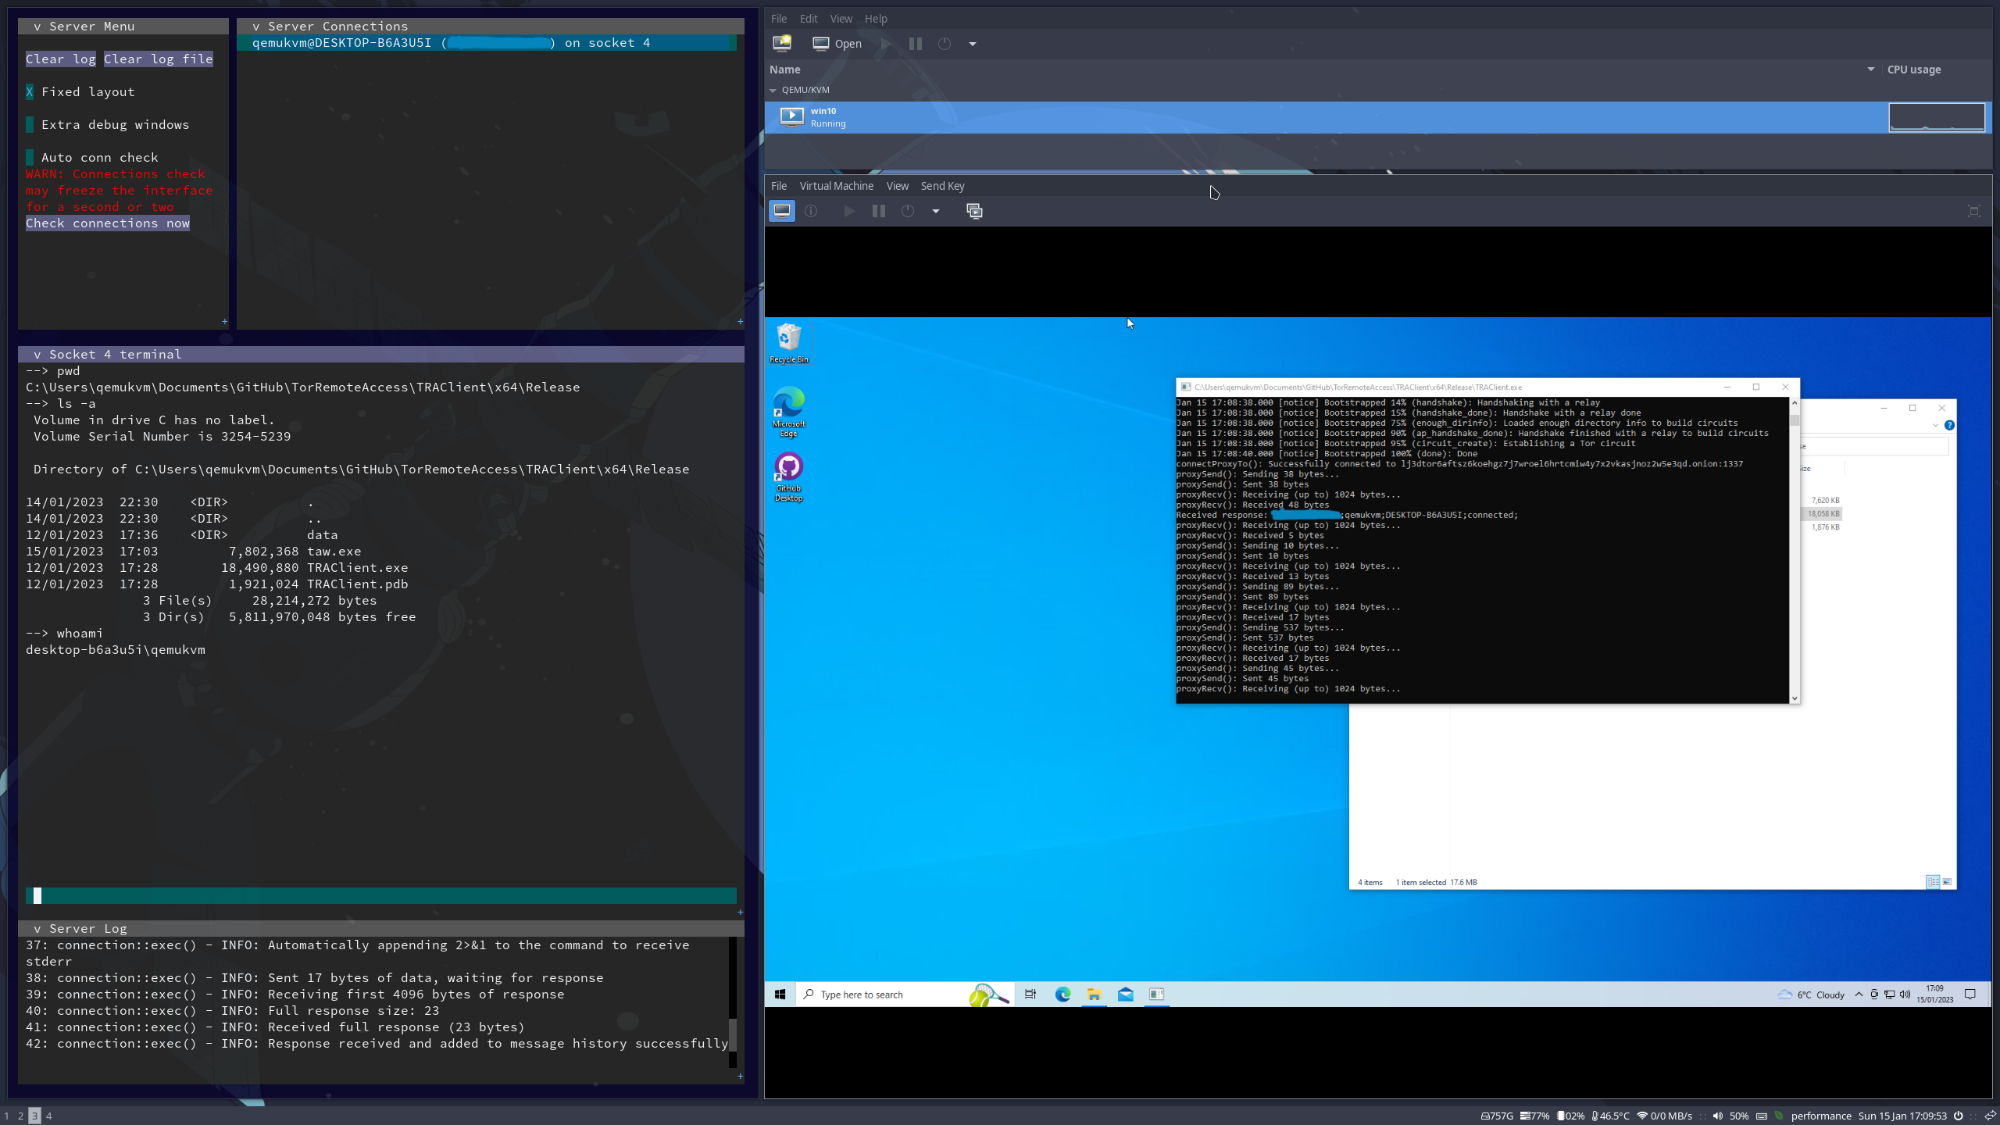 v Server Menu
Clear log Clear log file
X Fixed layout
Extra debug windows
Auto conn check
WARN: Connections check
may freeze the interface
for a second or two
Check connections now
+
v Server Connections
qemukvm@DESKTOP-B6A3U5I ( ) on socket 4
+
v Socket 4 terminal
--> pwd
C:\Users\qemukvm\Documents\GitHub\TorRemoteAccess\TRAClient\x64\Release
--> ls -a
Volume in drive C has no label.
Volume Serial Number is 3254-5239
Directory of C:\Users\qemukvm\Documents\GitHub\TorRemoteAccess\TRAClient\x64\Release
14/01/2023 22:30 <DIR> .
14/01/2023 22:30 <DIR> ..
12/01/2023 17:36 <DIR> data
15/01/2023 17:03 7,802,368 taw.exe
12/01/2023 17:28 18,490,880 TRAClient.exe
12/01/2023 17:28 1,921,024 TRAClient.pdb
3 File(s) 28,214,272 bytes
3 Dir(s) 5,811,970,048 bytes free
--> whoami
desktop-b6a3u5i\qemukvm
+
v Server Log
37: connection::exec() - INFO: Automatically appending 2>&1 to the command to receive
stderr
38: connection::exec() - INFO: Sent 17 bytes of data, waiting for response
39: connection::exec() - INFO: Receiving first 4096 bytes of response
40: connection::exec() - INFO: Full response size: 23
41: connection::exec() - INFO: Received full response (23 bytes)
42: connection::exec() - INFO: Response received and added to message history successfully
+
File Edit View Help
Open
Name CPU usage
QEMU/KVM
win10
Running
File Virtual Machine View Send Key
Recycle Bin
Microsoft
Edge
GitHub
Desktop
C:\Users\qemukvm\Documents\GitHub\TorRemoteAccess\TRAClient\x64\Release\TRAClient.exe
Jan 15 17:08:38.000 [notice] Bootstrapped 14% (handshake): Handshaking with a relay
Jan 15 17:08:38.000 [notice] Bootstrapped 15% (handshake_done): Handshake with a relay done
Jan 15 17:08:38.000 [notice] Bootstrapped 75% (enough_dirinfo): Loaded enough directory info to build circuits
Jan 15 17:08:38.000 [notice] Bootstrapped 90% (ap_handshake_done): Handshake finished with a relay to build circuits
Jan 15 17:08:38.000 [notice] Bootstrapped 95% (circuit_create): Establishing a Tor circuit
Jan 15 17:08:40.000 [notice] Bootstrapped 100% (done): Done
connectProxyTo(): Successfully connected to lj3dtor6aftsz6koehgz7j7wroel6hrtcmiw4y7x2vkasjnoz2w5e3qd.onion:1337
proxySend(): Sending 38 bytes...
proxySend(): Sent 38 bytes
proxyRecv(): Receiving (up to) 1024 bytes...
proxyRecv(): Received 48 bytes
Received response: ;qemukvm;DESKTOP-B6A3U5I;connected;
proxyRecv(): Receiving (up to) 1024 bytes...
proxyRecv(): Received 5 bytes
proxySend(): Sending 10 bytes...
proxySend(): Sent 10 bytes
proxyRecv(): Receiving (up to) 1024 bytes...
proxyRecv(): Received 13 bytes
proxySend(): Sending 89 bytes...
proxySend(): Sent 89 bytes
proxyRecv(): Receiving (up to) 1024 bytes...
proxyRecv(): Received 17 bytes
proxySend(): Sending 537 bytes...
proxySend(): Sent 537 bytes
proxyRecv(): Receiving (up to) 1024 bytes...
proxyRecv(): Received 17 bytes
proxySend(): Sending 45 bytes...
proxySend(): Sent 45 bytes
proxyRecv(): Receiving (up to) 1024 bytes...
7,620 KB
18,058 KB
1,876 KB
4 items 1 item selected 17.6 MB
Type here to search
6°C Cloudy
17:09
15/01/2023
1 2 3 4
757G 77% 02% 46.5°C 0/0 MB/s 50% performance Sun 15 Jan 17:09:53